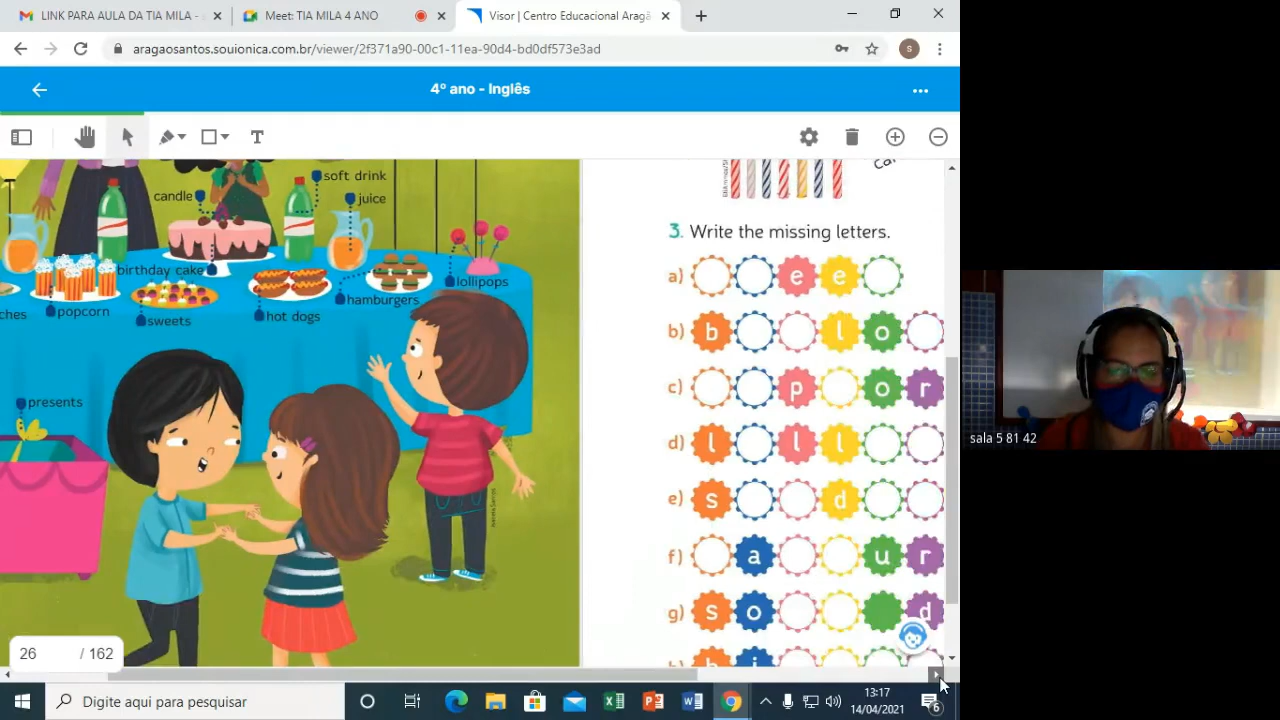 LINK PARA AULA DA TIA MILA -
Meet: TIA MILA 4 ANO
Visor | Centro Educacional Aragã
aragaosantos.souionica.com.br/viewer/2f371a90-00c1-11ea-90d4-bd0df573e3ad
s
4º ano - Inglês
T
candle
soft drink
juice
birthday cake
lollipops
hamburgers
ches
popcorn
sweets
hot dogs
presents
3. Write the missing letters.
a) e e
b) b l o
c) p o r
d) l l l
e) s d
f) a u r
g) s o d
26 / 162
sala 5 81 42
Digite aqui para pesquisar
13:17
14/04/2021
6